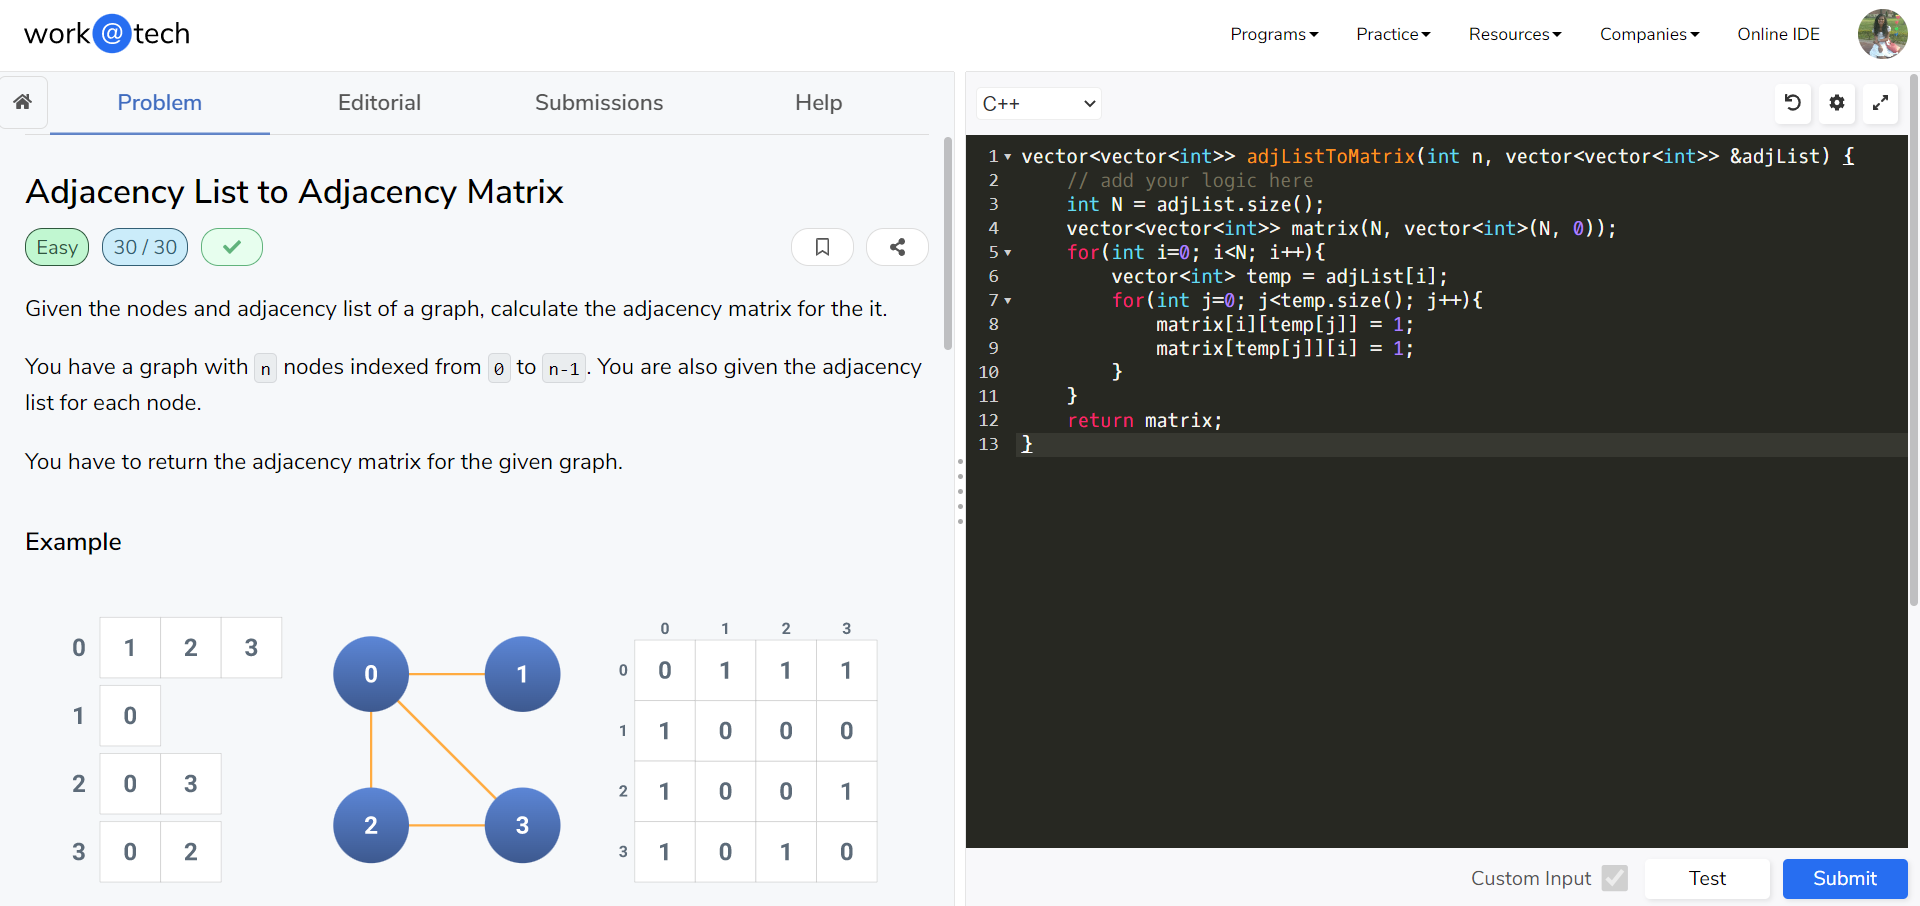 work@tech
Programs Practice Resources Companies Online IDE
Problem Editorial Submissions Help
Adjacency List to Adjacency Matrix
Easy 30 / 30
Given the nodes and adjacency list of a graph, calculate the adjacency matrix for the it.
You have a graph with n nodes indexed from 0 to n-1. You are also given the adjacency
list for each node.
You have to return the adjacency matrix for the given graph.
Example
0 1 2 3
1 0
2 0 3
3 0 2
0 1
2 3
0 1 2 3
0 0 1 1 1
1 1 0 0 0
2 1 0 0 1
3 1 0 1 0
C++
1 vector<vector<int>> adjListToMatrix(int n, vector<vector<int>> &adjList) {
2 // add your logic here
3 int N = adjList.size();
4 vector<vector<int>> matrix(N, vector<int>(N, 0));
5 for(int i=0; i<N; i++){
6 vector<int> temp = adjList[i];
7 for(int j=0; j<temp.size(); j++){
8 matrix[i][temp[j]] = 1;
9 matrix[temp[j]][i] = 1;
10 }
11 }
12 return matrix;
13 }
Custom Input Test Submit